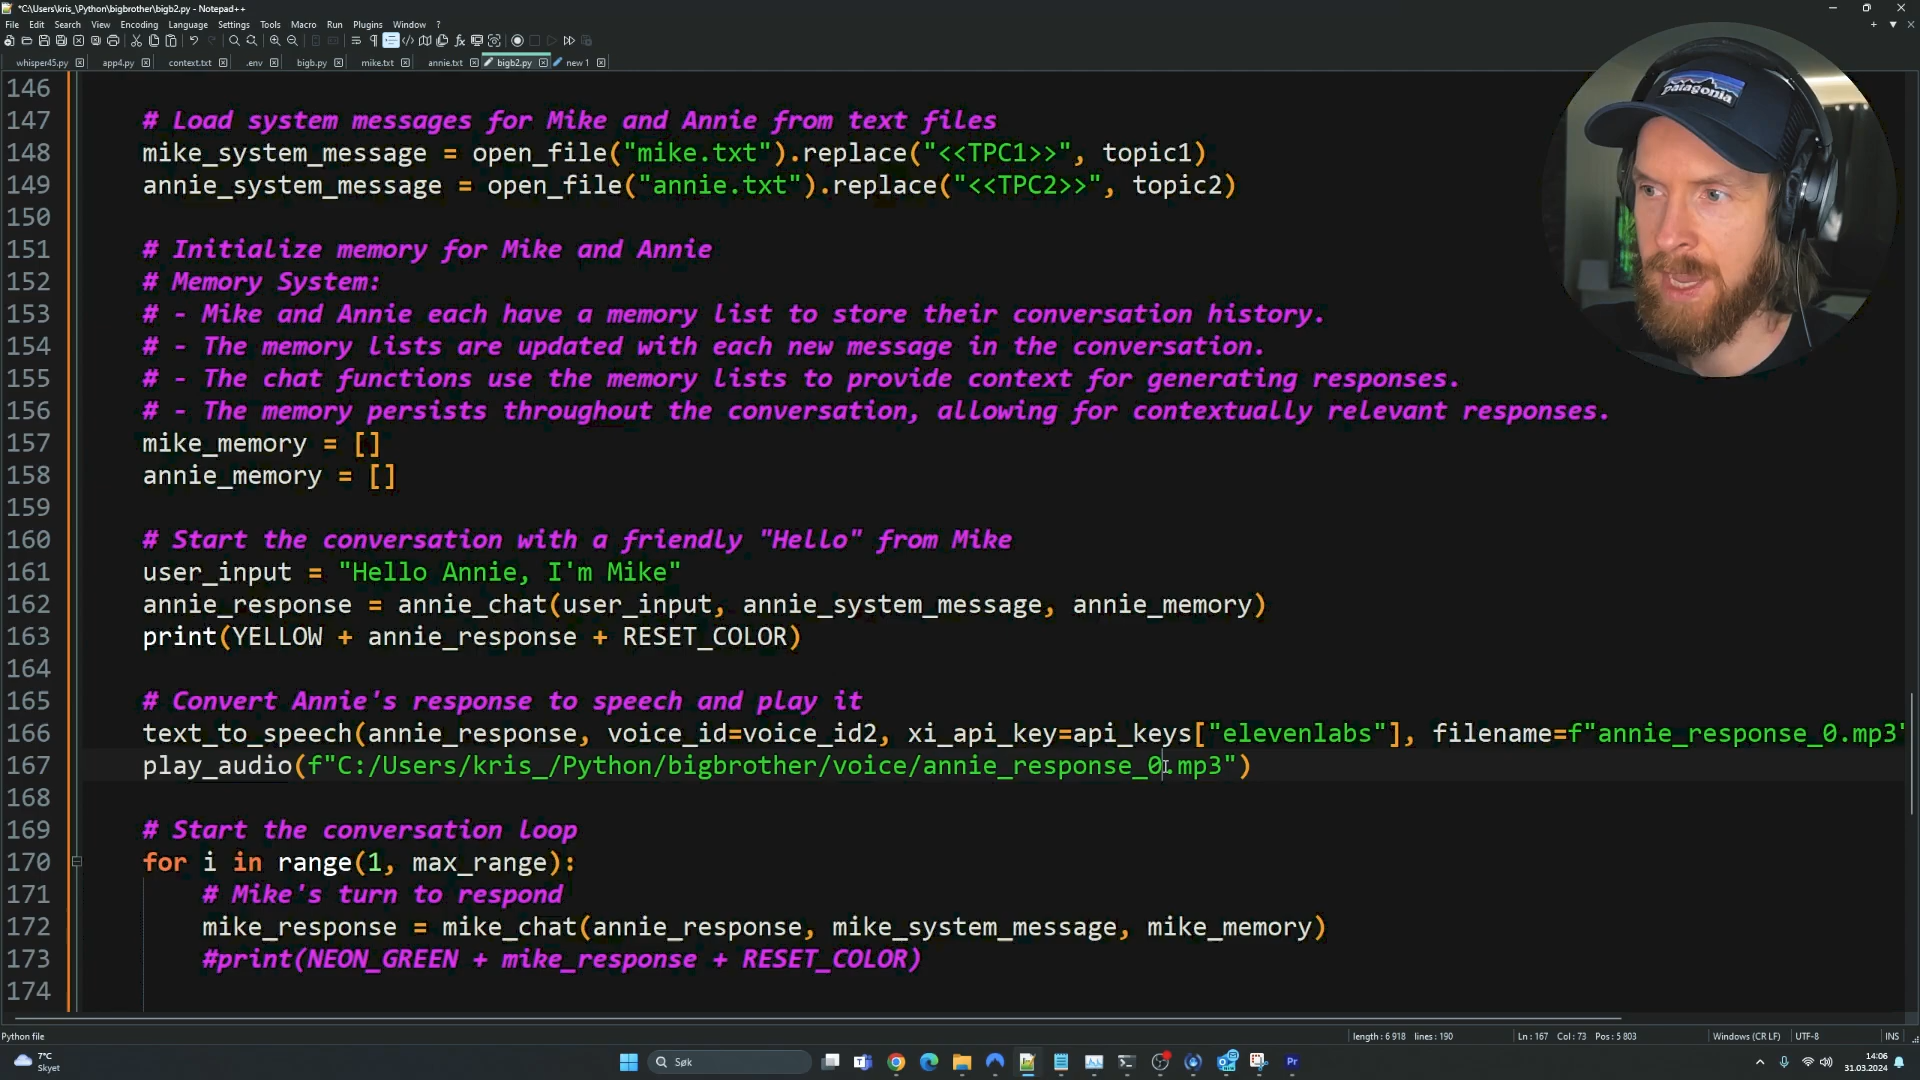 *C:\Users\kris_\Python\bigbrother\bigb2.py - Notepad++
File Edit Search View Encoding Language Settings Tools Macro Run Plugins Window ?
whisper45.py app4.py context.txt .env bigb.py mike.txt annie.txt bigb2.py new 1
146
147 # Load system messages for Mike and Annie from text files
148 mike_system_message = open_file("mike.txt").replace("<<TPC1>>", topic1)
149 annie_system_message = open_file("annie.txt").replace("<<TPC2>>", topic2)
150
151 # Initialize memory for Mike and Annie
152 # Memory System:
153 # - Mike and Annie each have a memory list to store their conversation history.
154 # - The memory lists are updated with each new message in the conversation.
155 # - The chat functions use the memory lists to provide context for generating responses.
156 # - The memory persists throughout the conversation, allowing for contextually relevant responses.
157 mike_memory = []
158 annie_memory = []
159
160 # Start the conversation with a friendly "Hello" from Mike
161 user_input = "Hello Annie, I'm Mike"
162 annie_response = annie_chat(user_input, annie_system_message, annie_memory)
163 print(YELLOW + annie_response + RESET_COLOR)
164
165 # Convert Annie's response to speech and play it
166 text_to_speech(annie_response, voice_id=voice_id2, xi_api_key=api_keys["elevenlabs"], filename=f"annie_response_0.mp3"
167 play_audio(f"C:/Users/kris_/Python/bigbrother/voice/annie_response_0.mp3")
168
169 # Start the conversation loop
170 for i in range(1, max_range):
171 # Mike's turn to respond
172 mike_response = mike_chat(annie_response, mike_system_message, mike_memory)
173 #print(NEON_GREEN + mike_response + RESET_COLOR)
174
patagonia
Python file length : 6 918 lines : 190 Ln : 167 Col : 73 Pos : 5 803 Windows (CR LF) UTF-8 INS
7°C
Skyet
Søk
14:06
31.03.2024